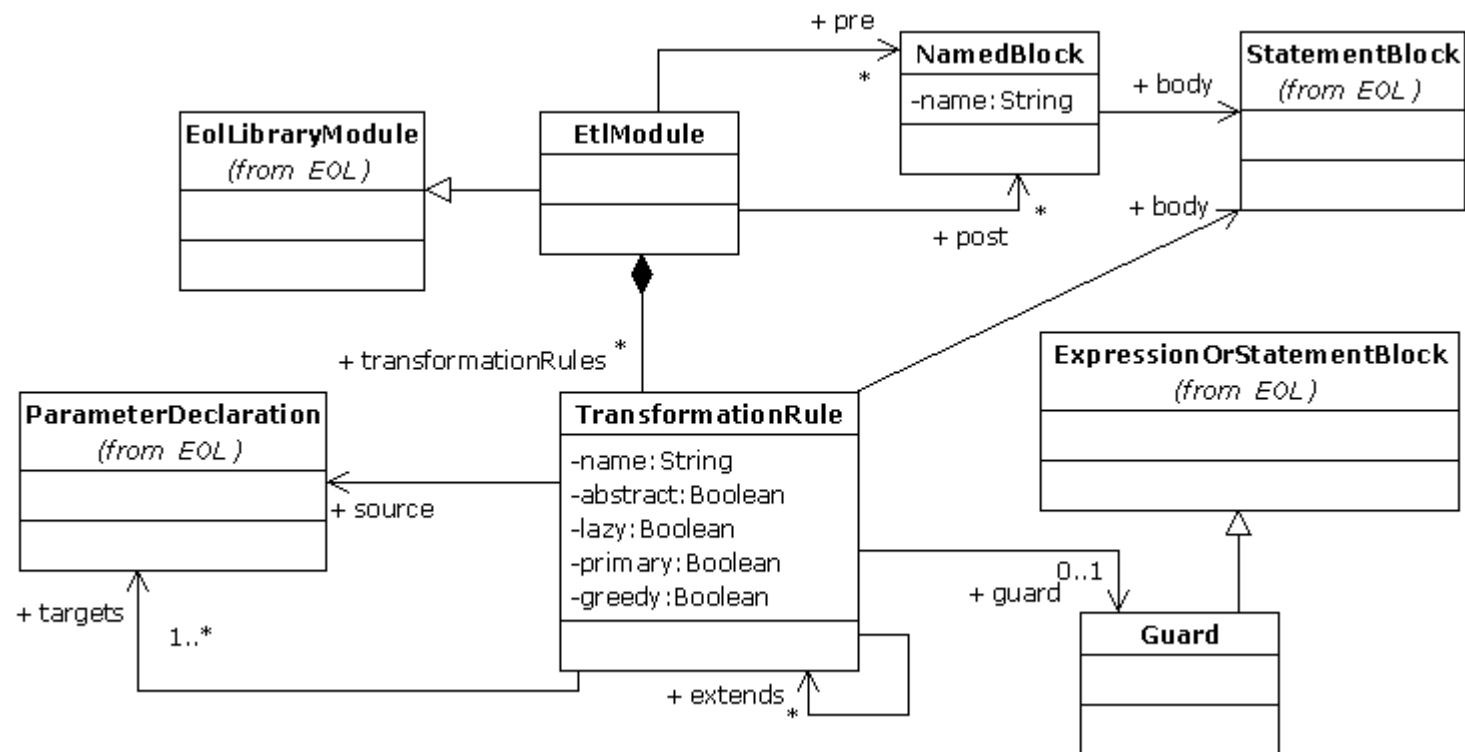 + pre
*
NamedBlock
-name:String
StatementBlock
(from EOL)
+ body
EolLibraryModule
(from EOL)
EtlModule
*
+ post
+ body
+ transformationRules
*
ExpressionOrStatementBlock
(from EOL)
ParameterDeclaration
(from EOL)
TransformationRule
-name:String
-abstract:Boolean
-lazy:Boolean
-primary:Boolean
-greedy:Boolean
+ source
0..1
+ guard
+ targets
1..*
Guard
+ extends
*